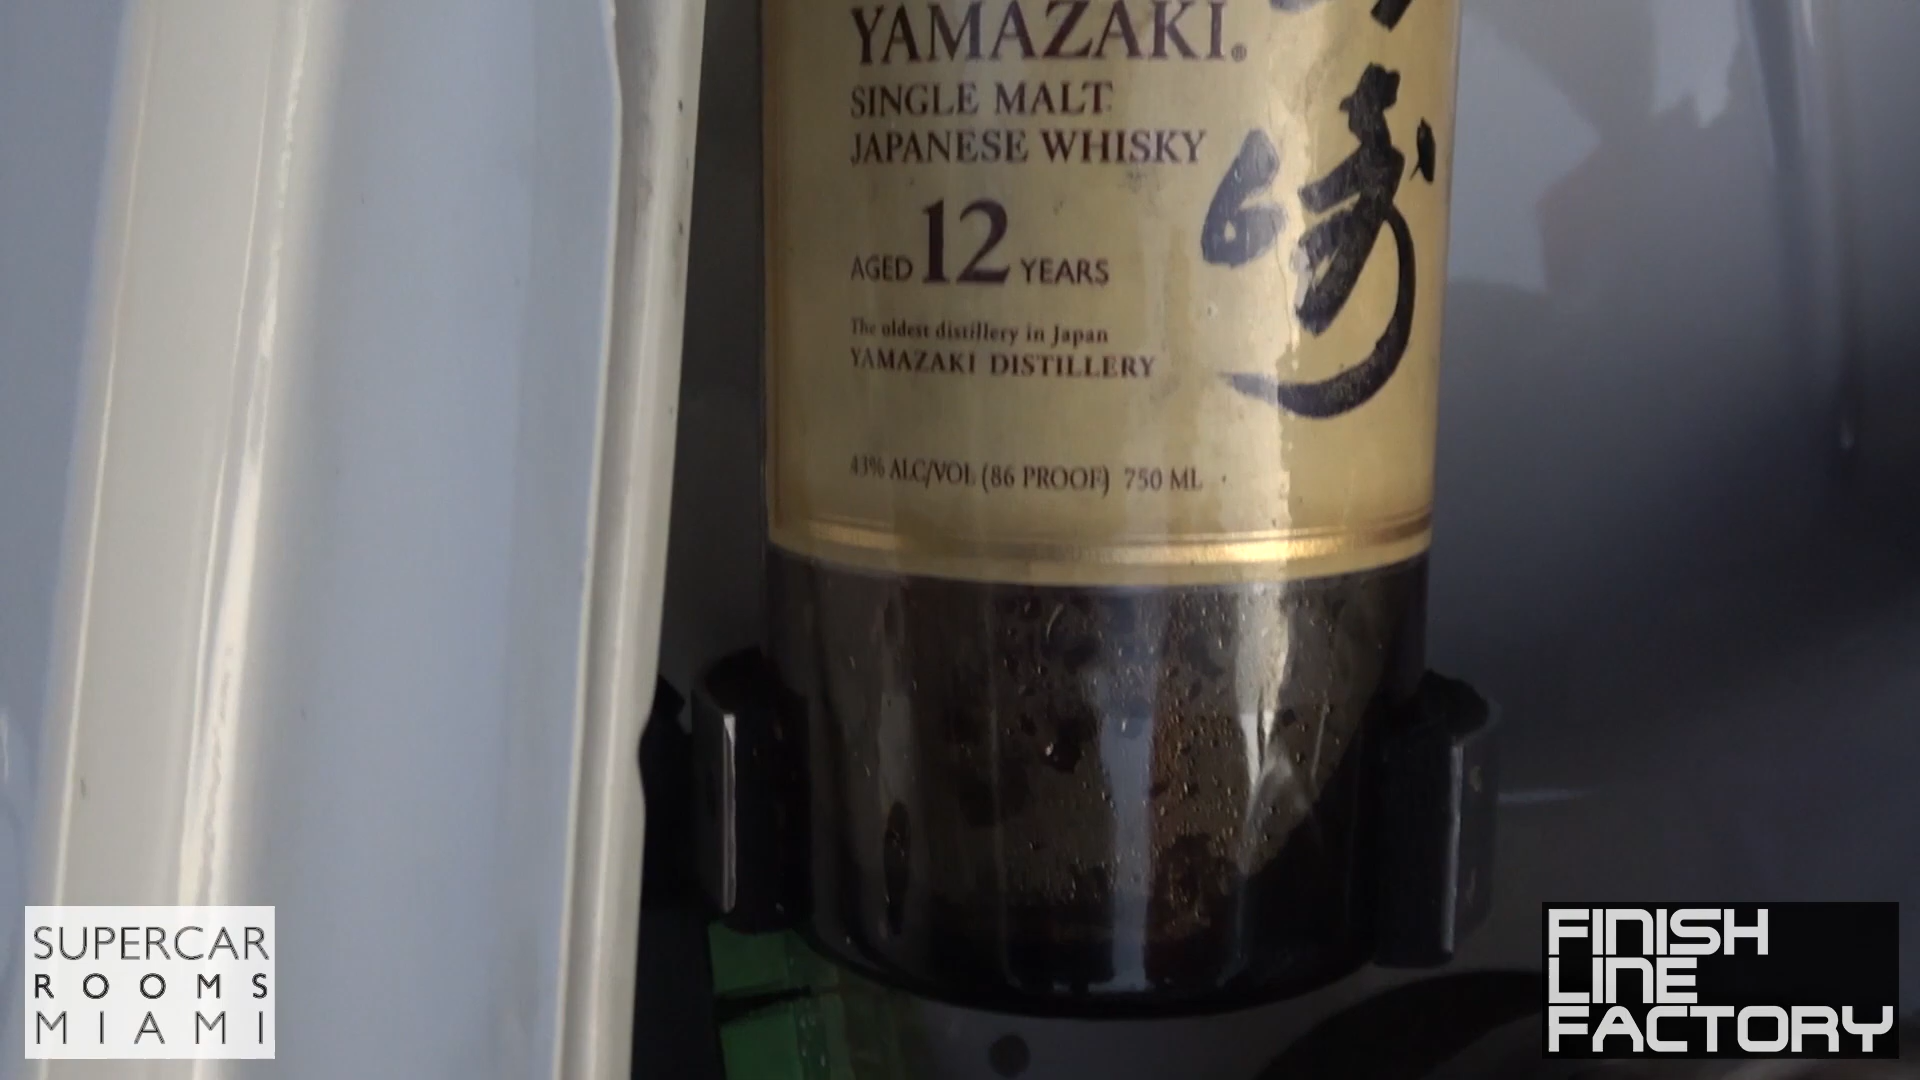 YAMAZAKI®
SINGLE MALT
JAPANESE WHISKY
AGED 12 YEARS
The oldest distillery in Japan
YAMAZAKI DISTILLERY
43% ALC/VOL (86 PROOF) 750 ML
崎
SUPERCAR
ROOMS
MIAMI
FINISH
LINE
FACTORY